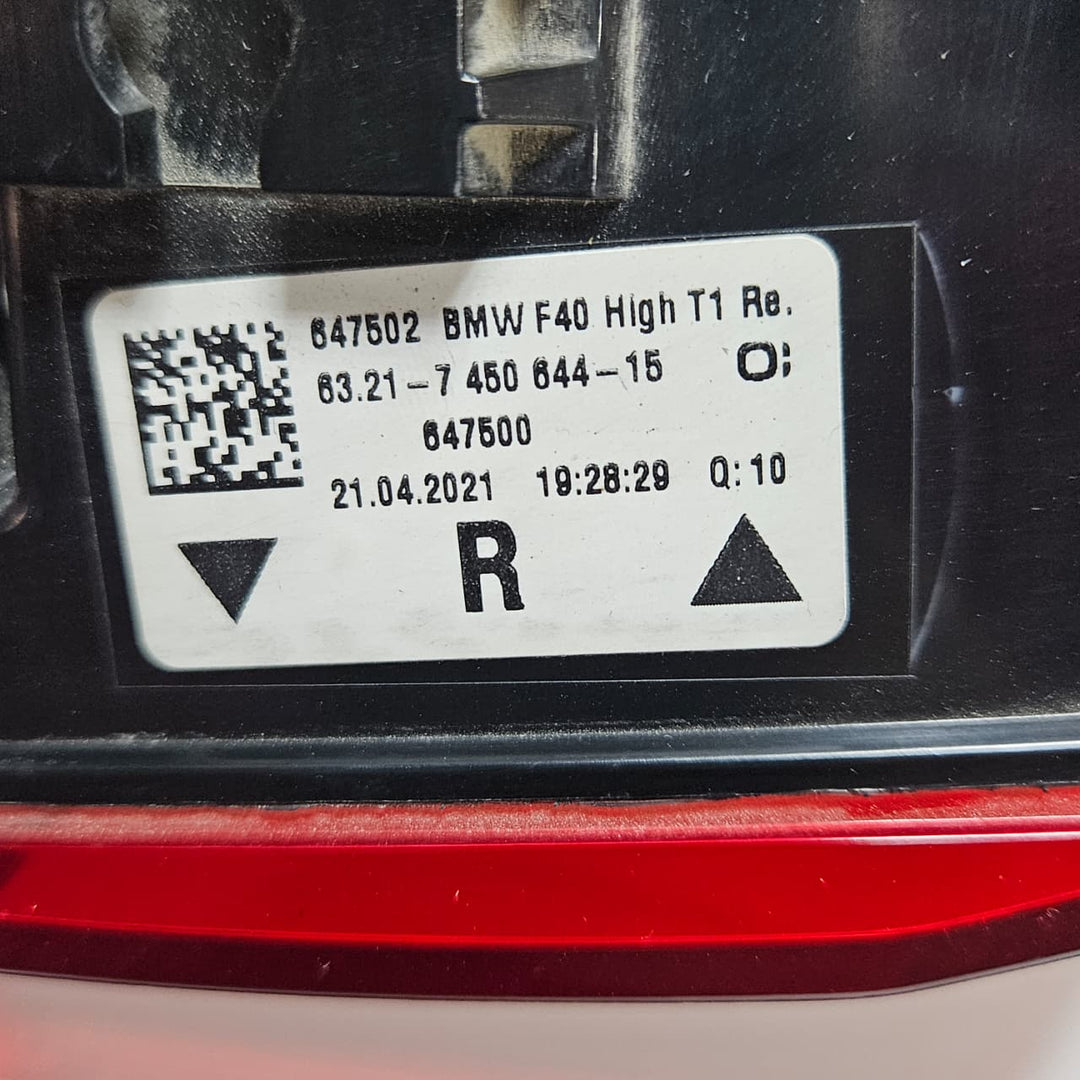 647502 BMW F40 High T1 Re.
63.21-7 450 644-15 O:
647500
21.04.2021 19:28:29 Q:10
R